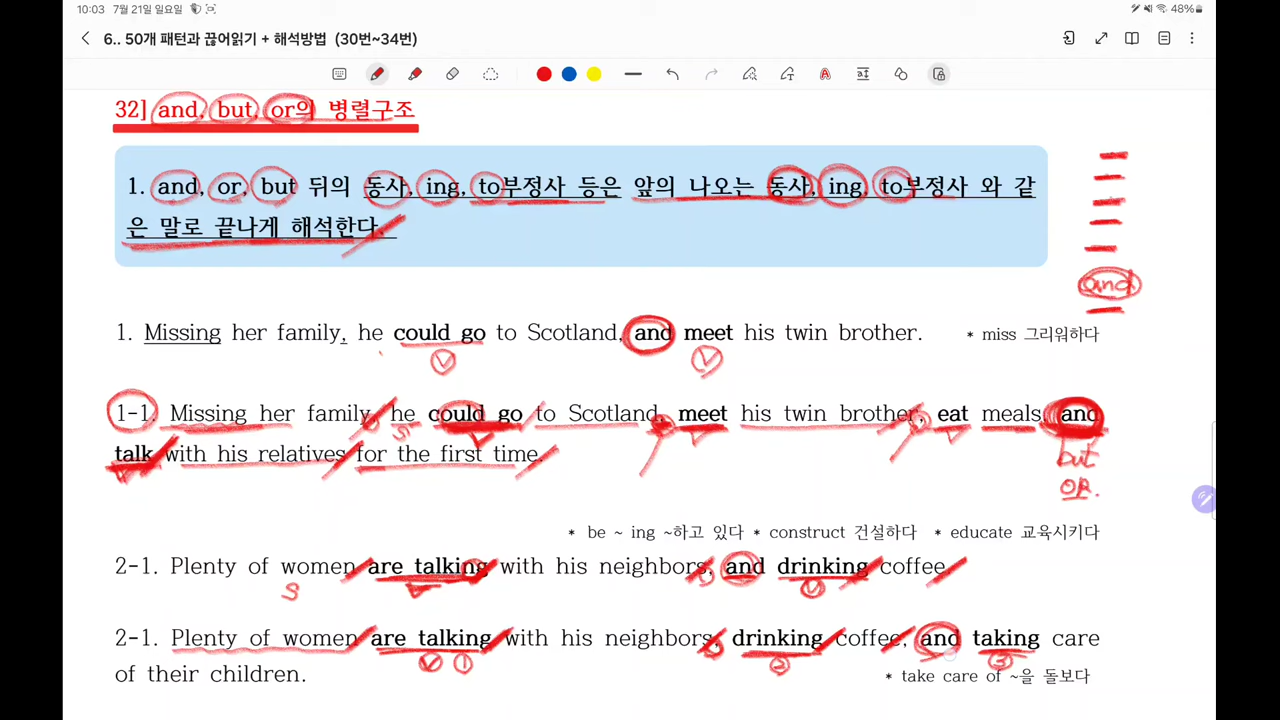 10:03 7월 21일 일요일 48%
6.. 50개 패턴과 끊어읽기 + 해석방법 (30번~34번)
32] and, but, or의 병렬구조
1. and, or, but 뒤의 동사, ing, to부정사 등은 앞의 나오는 동사, ing, to부정사 와 같
은 말로 끝나게 해석한다.
and
1. Missing her family, he could go to Scotland, and meet his twin brother. * miss 그리워하다
V V
1-1. Missing her family, he could go to Scotland, meet his twin brother, eat meals, and
S V V V
talk with his relatives for the first time.
V but
OR.
* be ~ ing ~하고 있다 * construct 건설하다 * educate 교육시키다
2-1. Plenty of women are talking with his neighbors, and drinking coffee.
S V V
2-1. Plenty of women are talking with his neighbors, drinking coffee, and taking care
V ① ② ③
of their children. * take care of ~을 돌보다